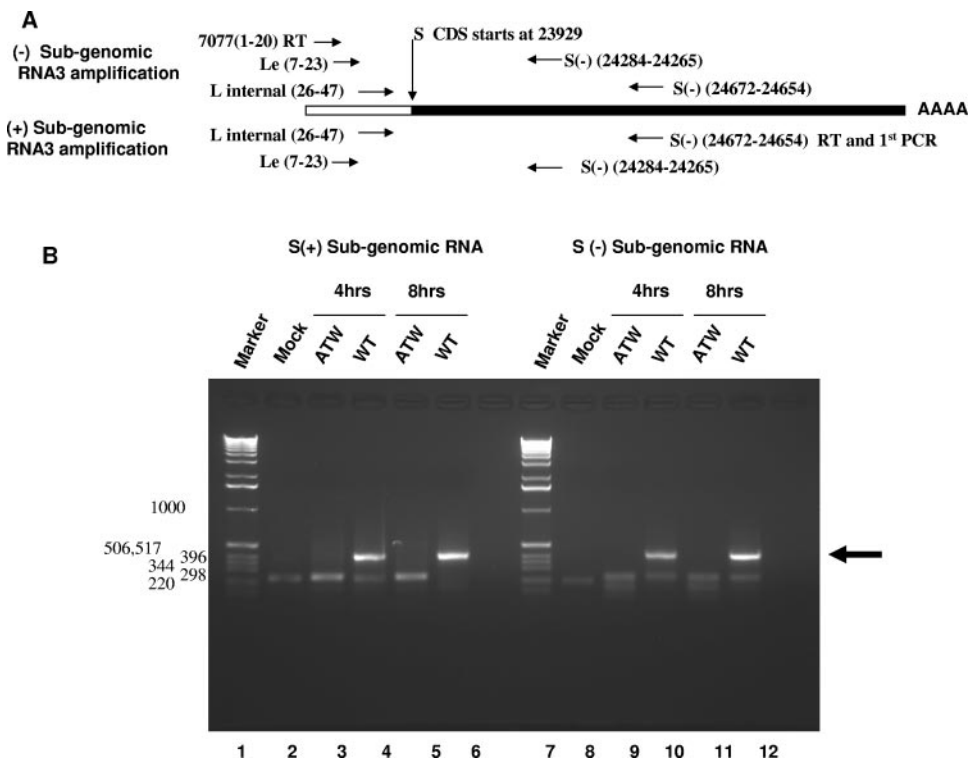 A
(-) Sub-genomic
RNA3 amplification
7077(1-20) RT
Le (7-23)
L internal (26-47)
S CDS starts at 23929
S(-) (24284-24265)
S(-) (24672-24654)
AAAA
(+) Sub-genomic
RNA3 amplification
L internal (26-47)
Le (7-23)
S(-) (24672-24654) RT and 1st PCR
S(-) (24284-24265)
B
S(+) Sub-genomic RNA
S (-) Sub-genomic RNA
4hrs 8hrs 4hrs 8hrs
Marker Mock ATW WT ATW WT Marker Mock ATW WT ATW WT
1000
506,517
396
344
298
220
1 2 3 4 5 6 7 8 9 10 11 12